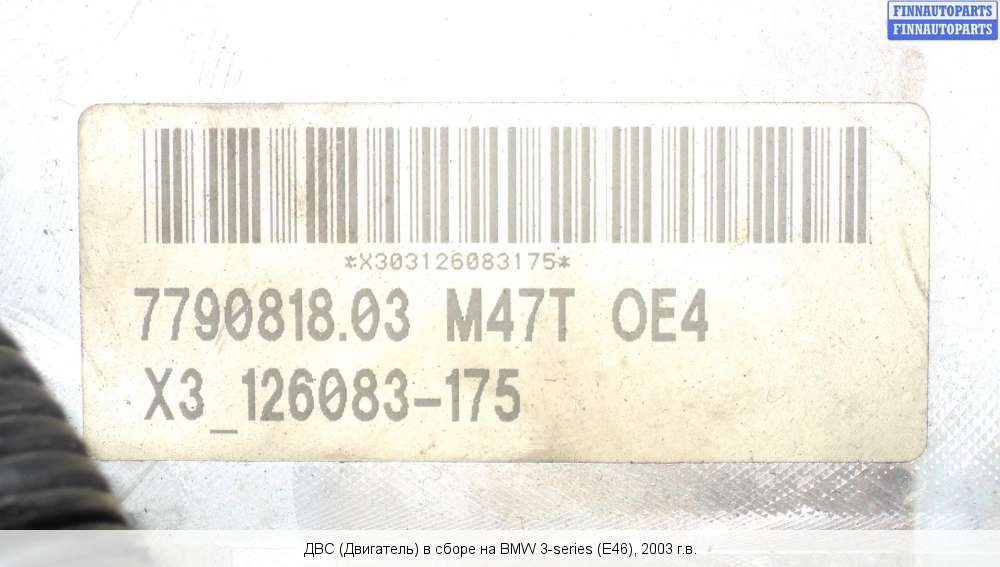 FINNAUTOPARTS
FINNAUTOPARTS
*X303126083175*
7790818.03 M47T OE4
X3_126083-175
ДВС (Двигатель) в сборе на BMW 3-series (E46), 2003 г.в.